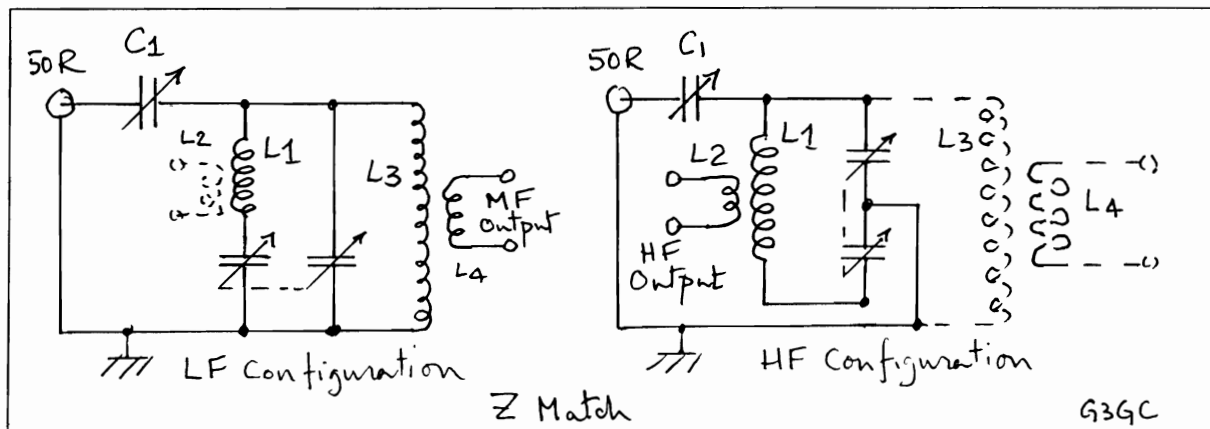 50R
C1
L2
L1
L3
MF
Output
L4
LF Configuration
50R
C1
L2
L1
HF
Output
L3
L4
HF Configuration
Z Match
G3GC